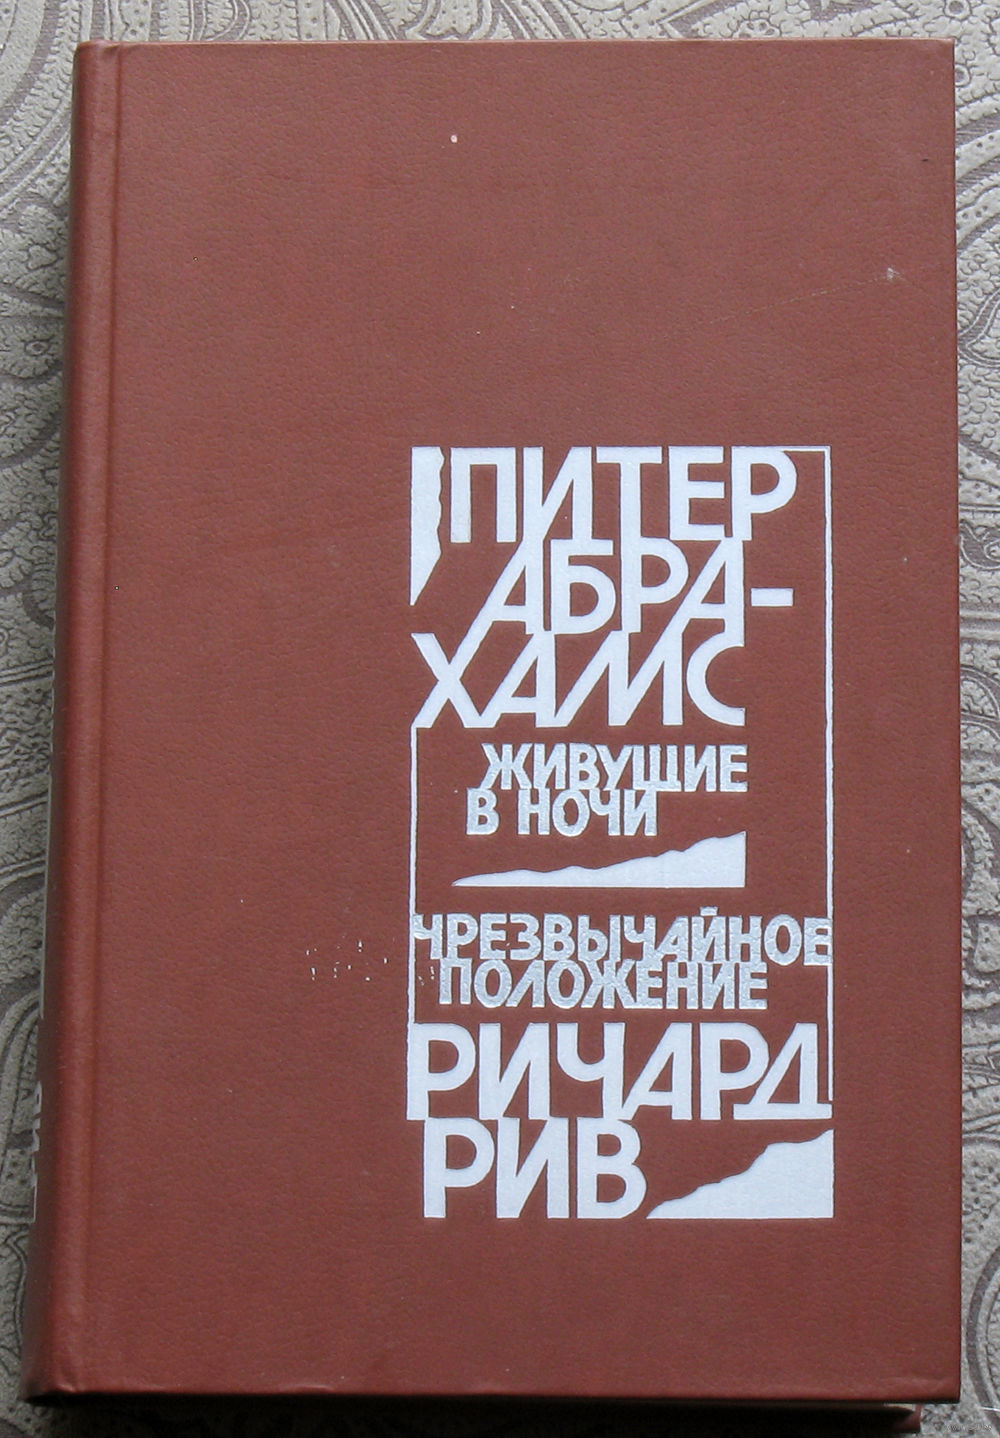 ПИТЕР
АБРА-
ХАМС
ЖИВУЩИЕ
В НОЧИ
ЧРЕЗВЫЧАЙНОЕ
ПОЛОЖЕНИЕ
РИЧАРД
РИВ